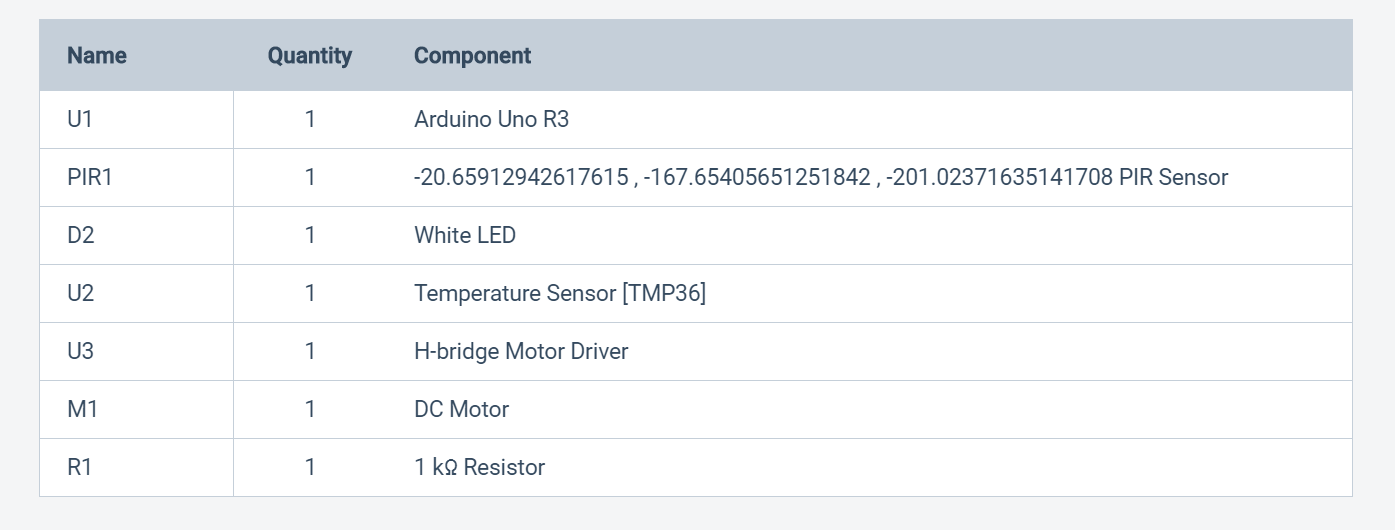 Name Quantity Component
U1 1 Arduino Uno R3
PIR1 1 -20.65912942617615 , -167.65405651251842 , -201.02371635141708 PIR Sensor
D2 1 White LED
U2 1 Temperature Sensor [TMP36]
U3 1 H-bridge Motor Driver
M1 1 DC Motor
R1 1 1 kΩ Resistor